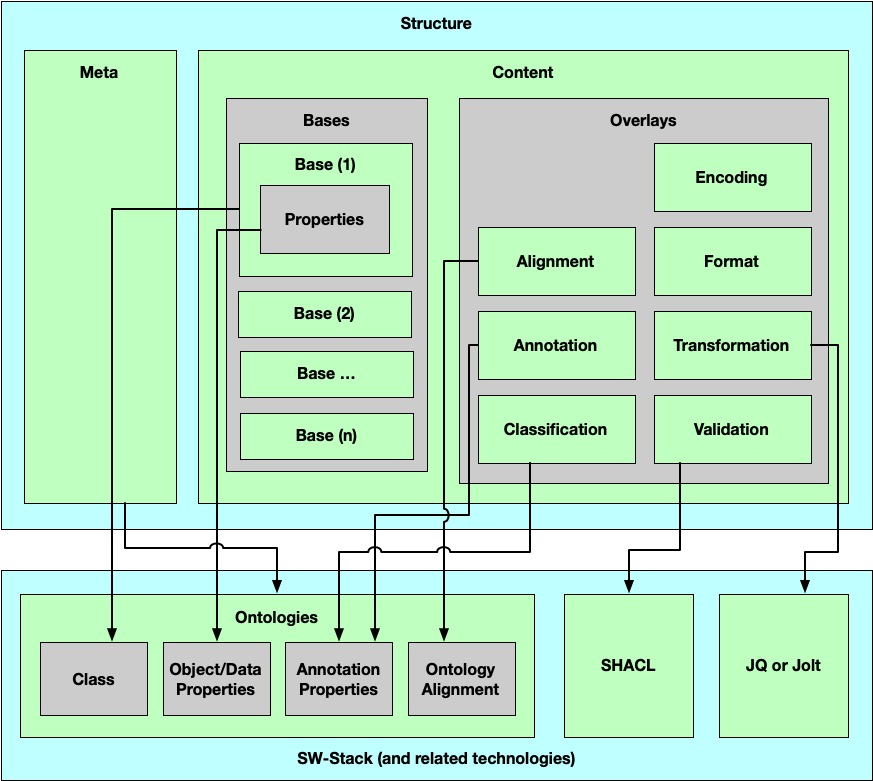 Structure
Meta
Content
Bases
Base (1)
Properties
Base (2)
Base …
Base (n)
Overlays
Encoding
Alignment
Format
Annotation
Transformation
Classification
Validation
Ontologies
Class
Object/Data
Properties
Annotation
Properties
Ontology
Alignment
SHACL
JQ or Jolt
SW-Stack (and related technologies)